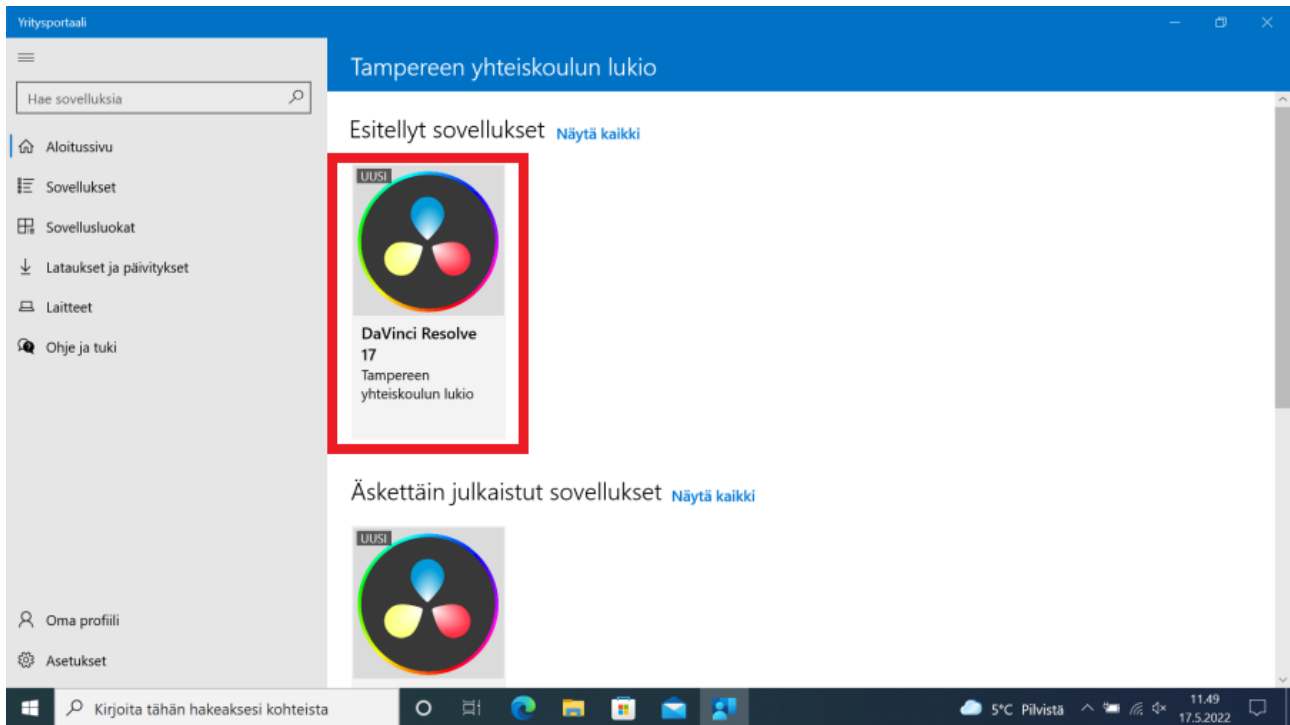 Yritysportaali
Tampereen yhteiskoulun lukio
Hae sovelluksia
Aloitussivu
Sovellukset
Sovellusluokat
Lataukset ja päivitykset
Laitteet
Ohje ja tuki
Oma profiili
Asetukset
Esitellyt sovellukset Näytä kaikki
UUSI
DaVinci Resolve
17
Tampereen
yhteiskoulun lukio
Äskettäin julkaistut sovellukset Näytä kaikki
UUSI
Kirjoita tähän hakeaksesi kohteista
5°C Pilvistä
11.49
17.5.2022